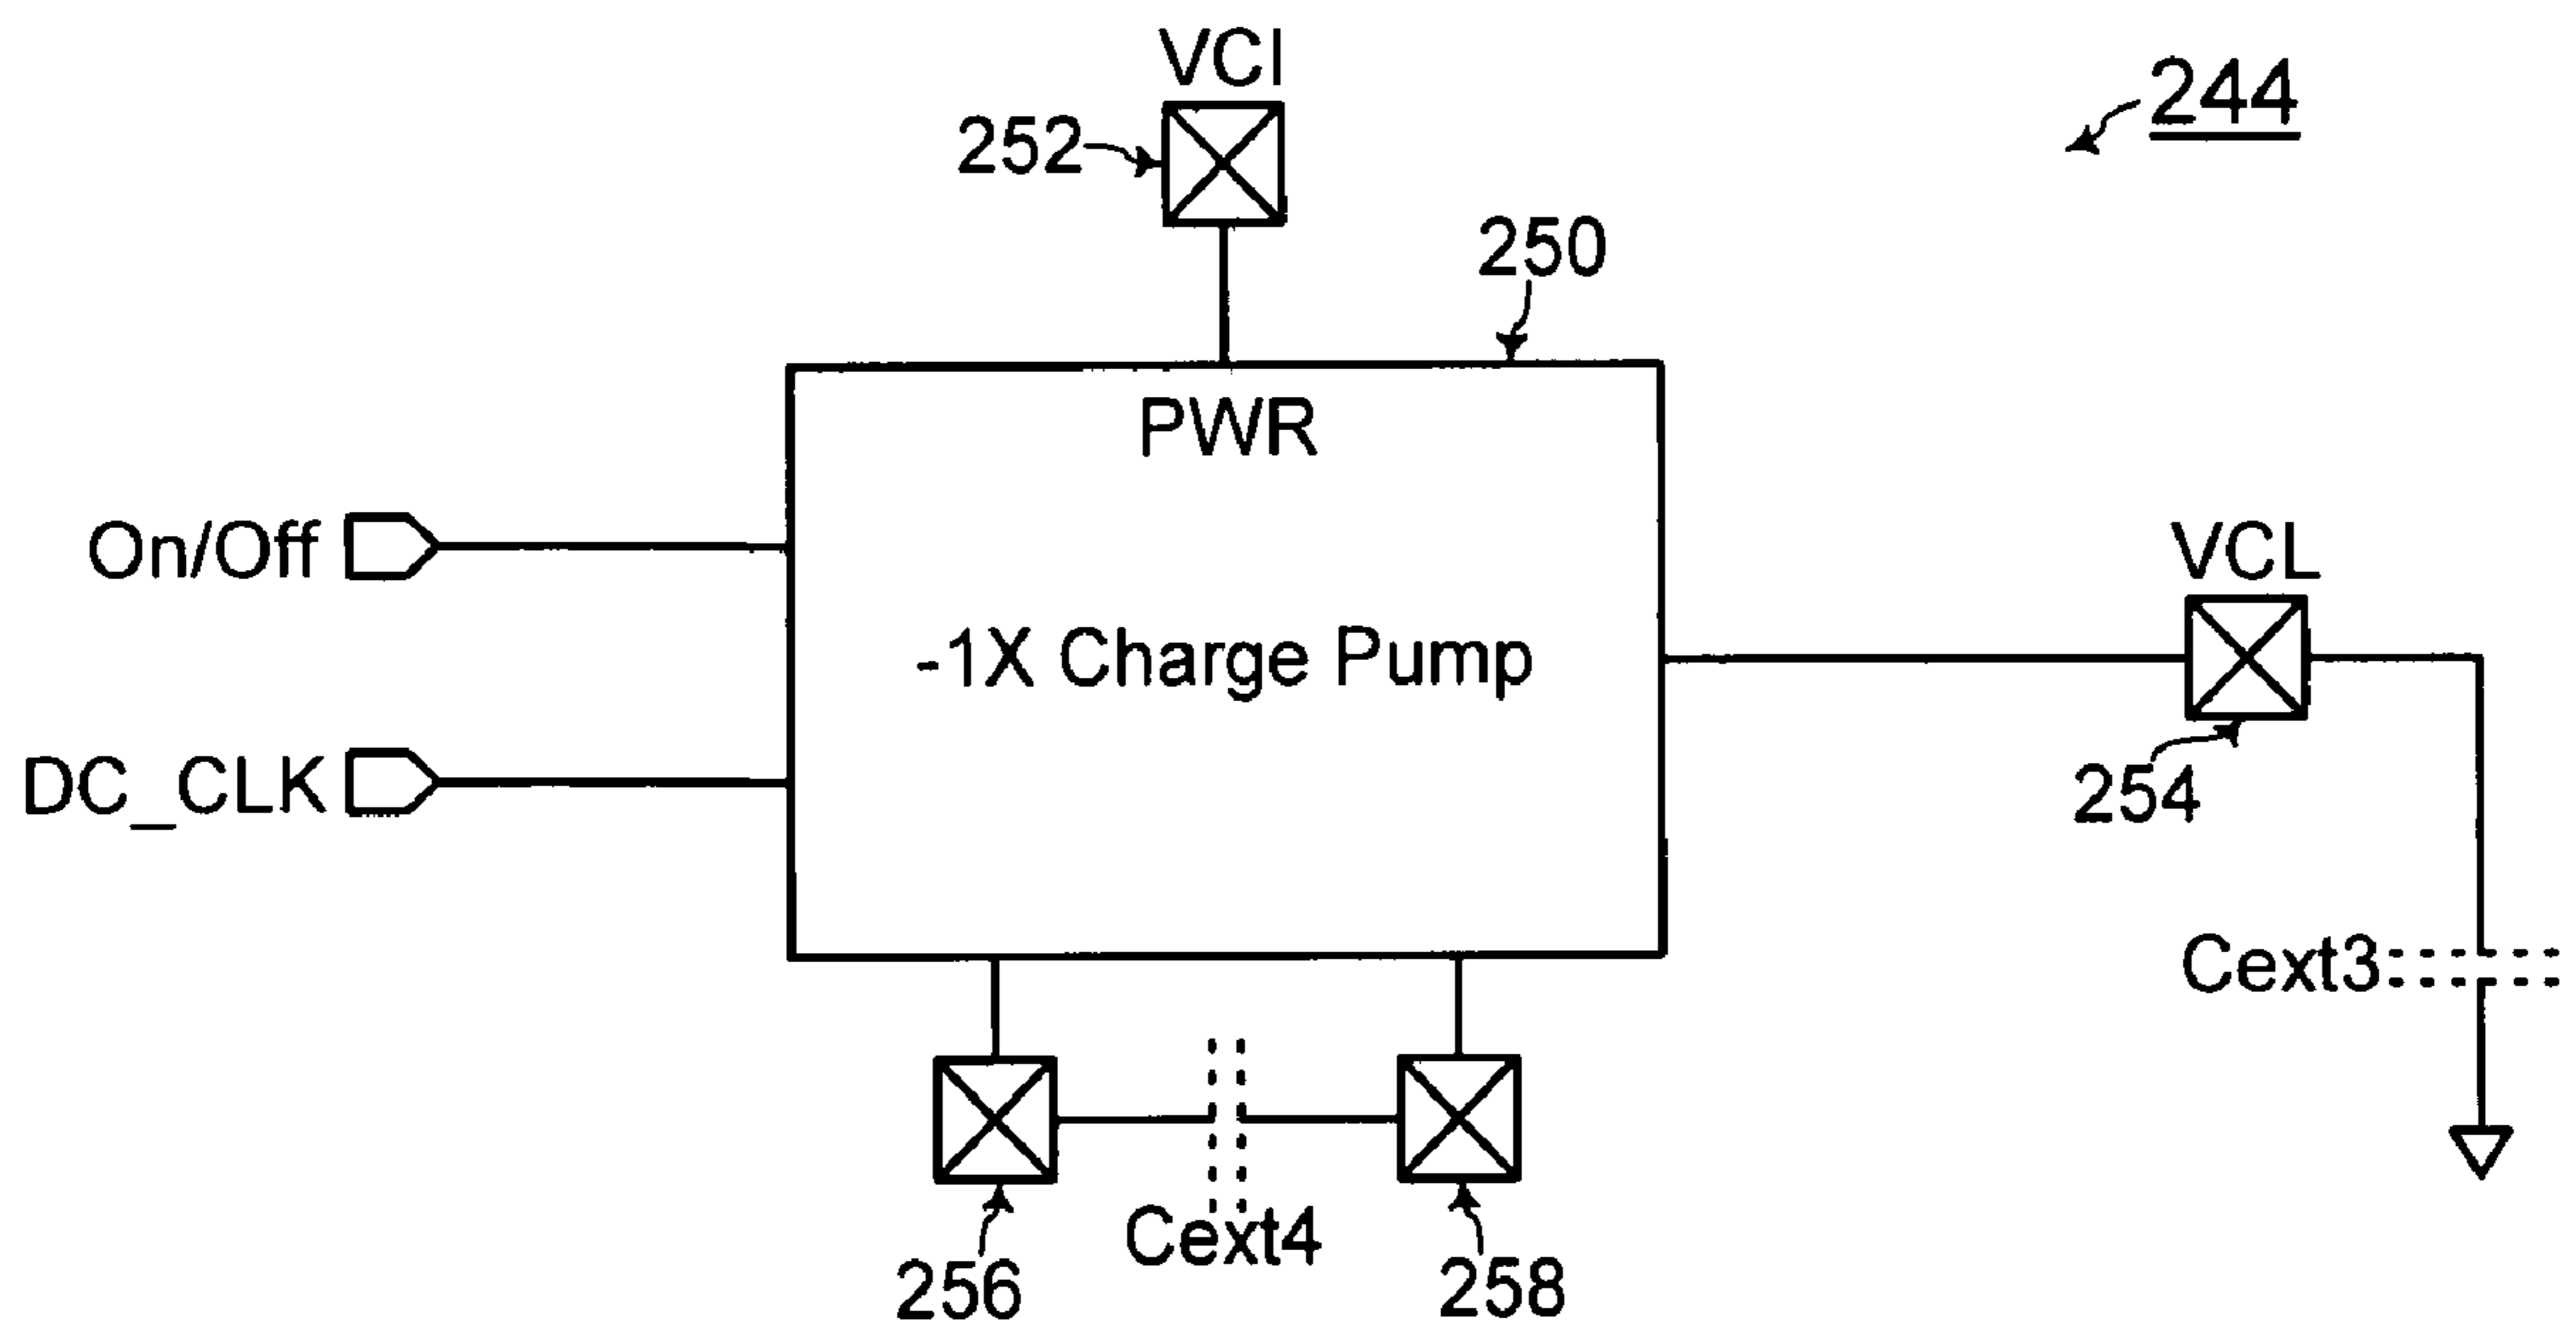 VCI
244
252
250
PWR
On/Off
VCL
-1X Charge Pump
DC_CLK
254
Cext3
Cext4
256
258